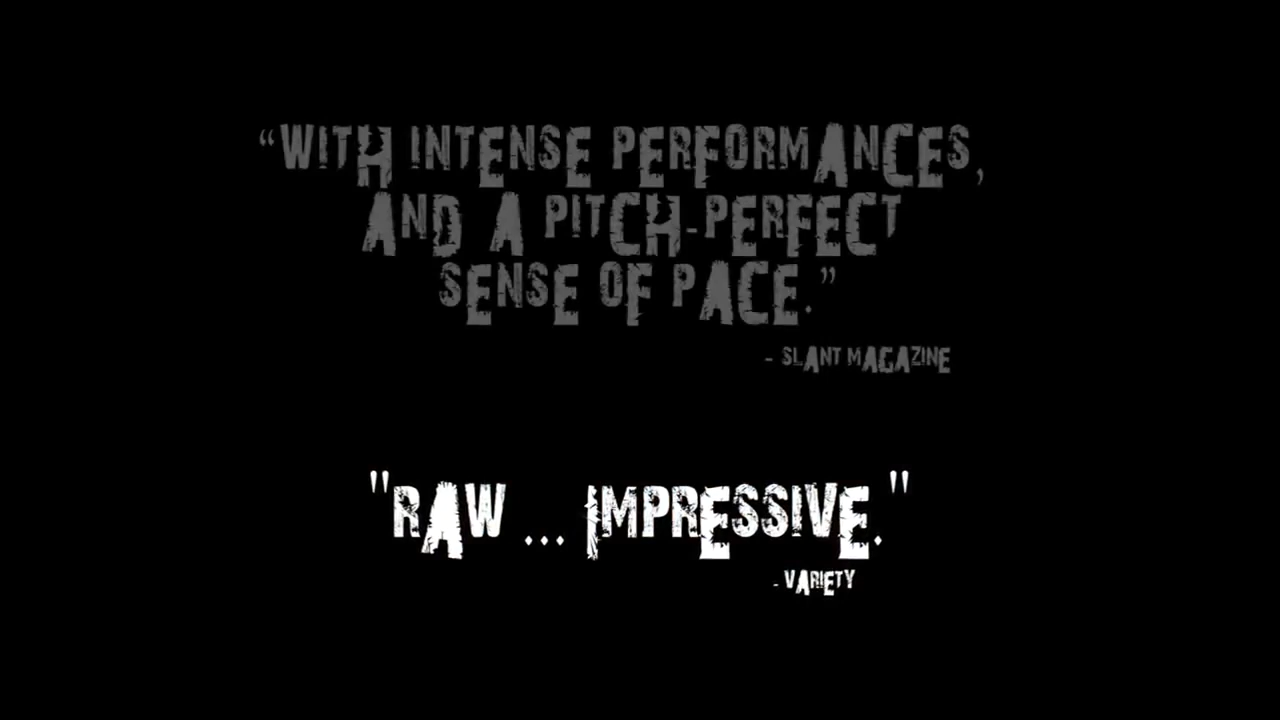 “WITH INTENSE PERFORMANCES,
AND A PITCH-PERFECT
SENSE OF PACE.”
- SLANT MAGAZINE
"RAW ... IMPRESSIVE."
- VARIETY